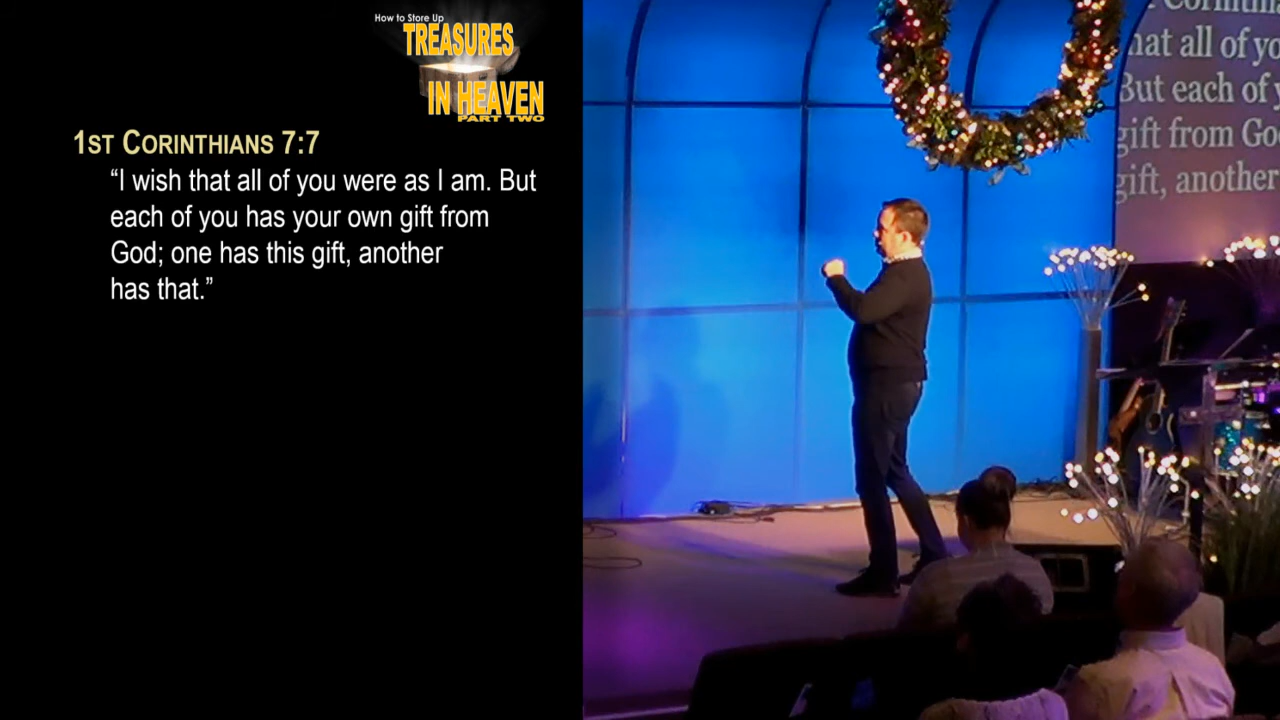 How to Store Up
TREASURES
IN HEAVEN
PART TWO
1ST CORINTHIANS 7:7
“I wish that all of you were as I am. But
each of you has your own gift from
God; one has this gift, another
has that.”
hat all of yo
But each of y
gift from Go
gift, another